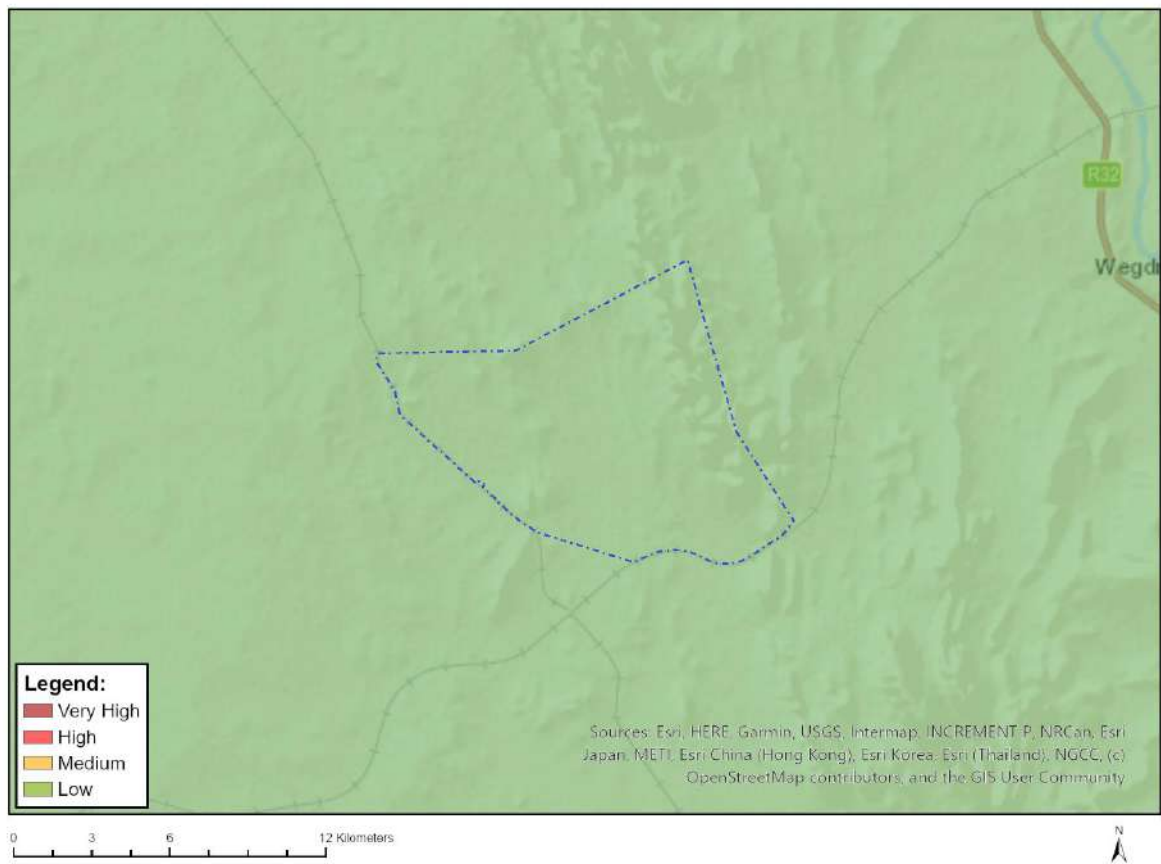 R32
Wegdr
Legend:
Very High
High
Medium
Low
Sources: Esri, HERE, Garmin, USGS, Intermap, INCREMENT P, NRCan, Esri
Japan, METI, Esri China (Hong Kong), Esri Korea, Esri (Thailand), NGCC, (c)
OpenStreetMap contributors, and the GIS User Community
0 3 6 12 Kilometers
N